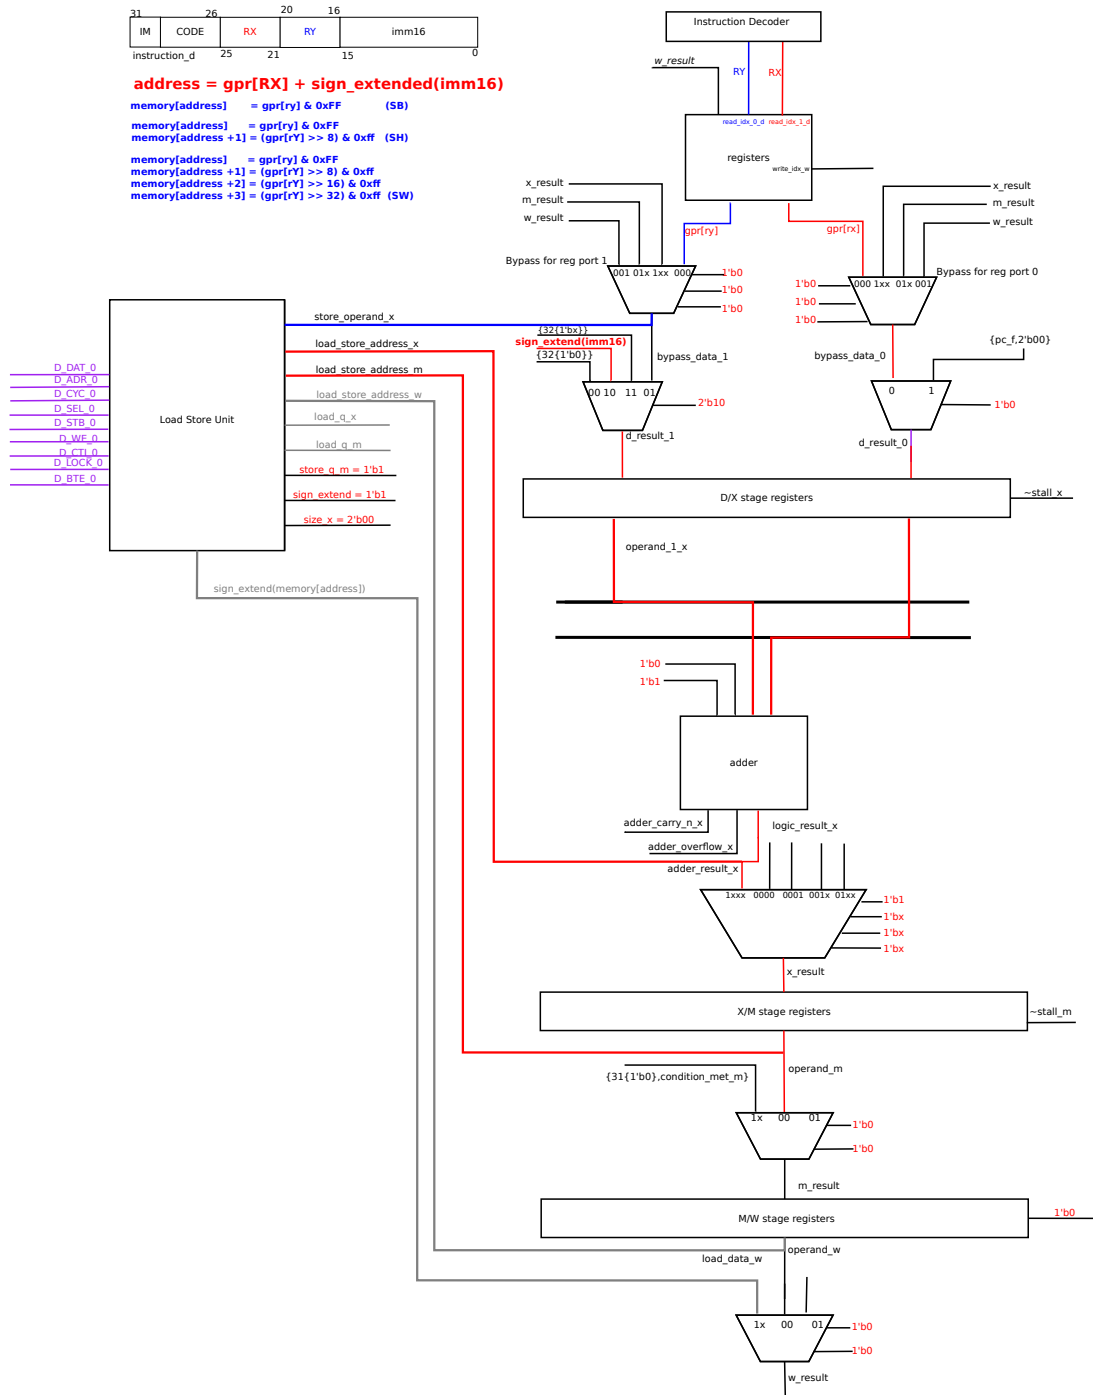 31 26 20 16
IM CODE RX RY imm16
instruction_d 25 21 15 0
address = gpr[RX] + sign_extended(imm16)
memory[address] = gpr[ry] & 0xFF (SB)
memory[address] = gpr[ry] & 0xFF
memory[address +1] = (gpr[rY] >> 8) & 0xff (SH)
memory[address] = gpr[ry] & 0xFF
memory[address +1] = (gpr[rY] >> 8) & 0xff
memory[address +2] = (gpr[rY] >> 16) & 0xff
memory[address +3] = (gpr[rY] >> 32) & 0xff (SW)
Instruction Decoder
w_result
RY RX
read_idx_0_d read_idx_1_d
registers
write_idx_w
x_result
m_result
w_result
gpr[ry]
gpr[rx]
x_result
m_result
w_result
Bypass for reg port 1
001 01x 1xx 000
1'b0
1'b0
1'b0
Bypass for reg port 0
000 1xx 01x 001
1'b0
1'b0
1'b0
{32{1'bx}}
sign_extend(imm16)
{32{1'b0}}
bypass_data_1
00 10 11 01
2'b10
d_result_1
{pc_f,2'b00}
bypass_data_0
0 1
1'b0
d_result_0
Load Store Unit
store_operand_x
load_store_address_x
load_store_address_m
load_store_address_w
load_q_x
load_q_m
store_q_m = 1'b1
sign_extend = 1'b1
size_x = 2'b00
D_DAT_0
D_ADR_0
D_CYC_0
D_SEL_0
D_STB_0
D_WE_0
D_CTI_0
D_LOCK_0
D_BTE_0
sign_extend(memory[address])
D/X stage registers
~stall_x
operand_1_x
1'b0
1'b1
adder
adder_carry_n_x
adder_overflow_x
adder_result_x
logic_result_x
1xxx 0000 0001 001x 01xx
1'b1
1'bx
1'bx
1'bx
x_result
X/M stage registers
~stall_m
operand_m
{31{1'b0},condition_met_m}
1x 00 01
1'b0
1'b0
m_result
M/W stage registers
1'b0
operand_w
load_data_w
1x 00 01
1'b0
1'b0
w_result